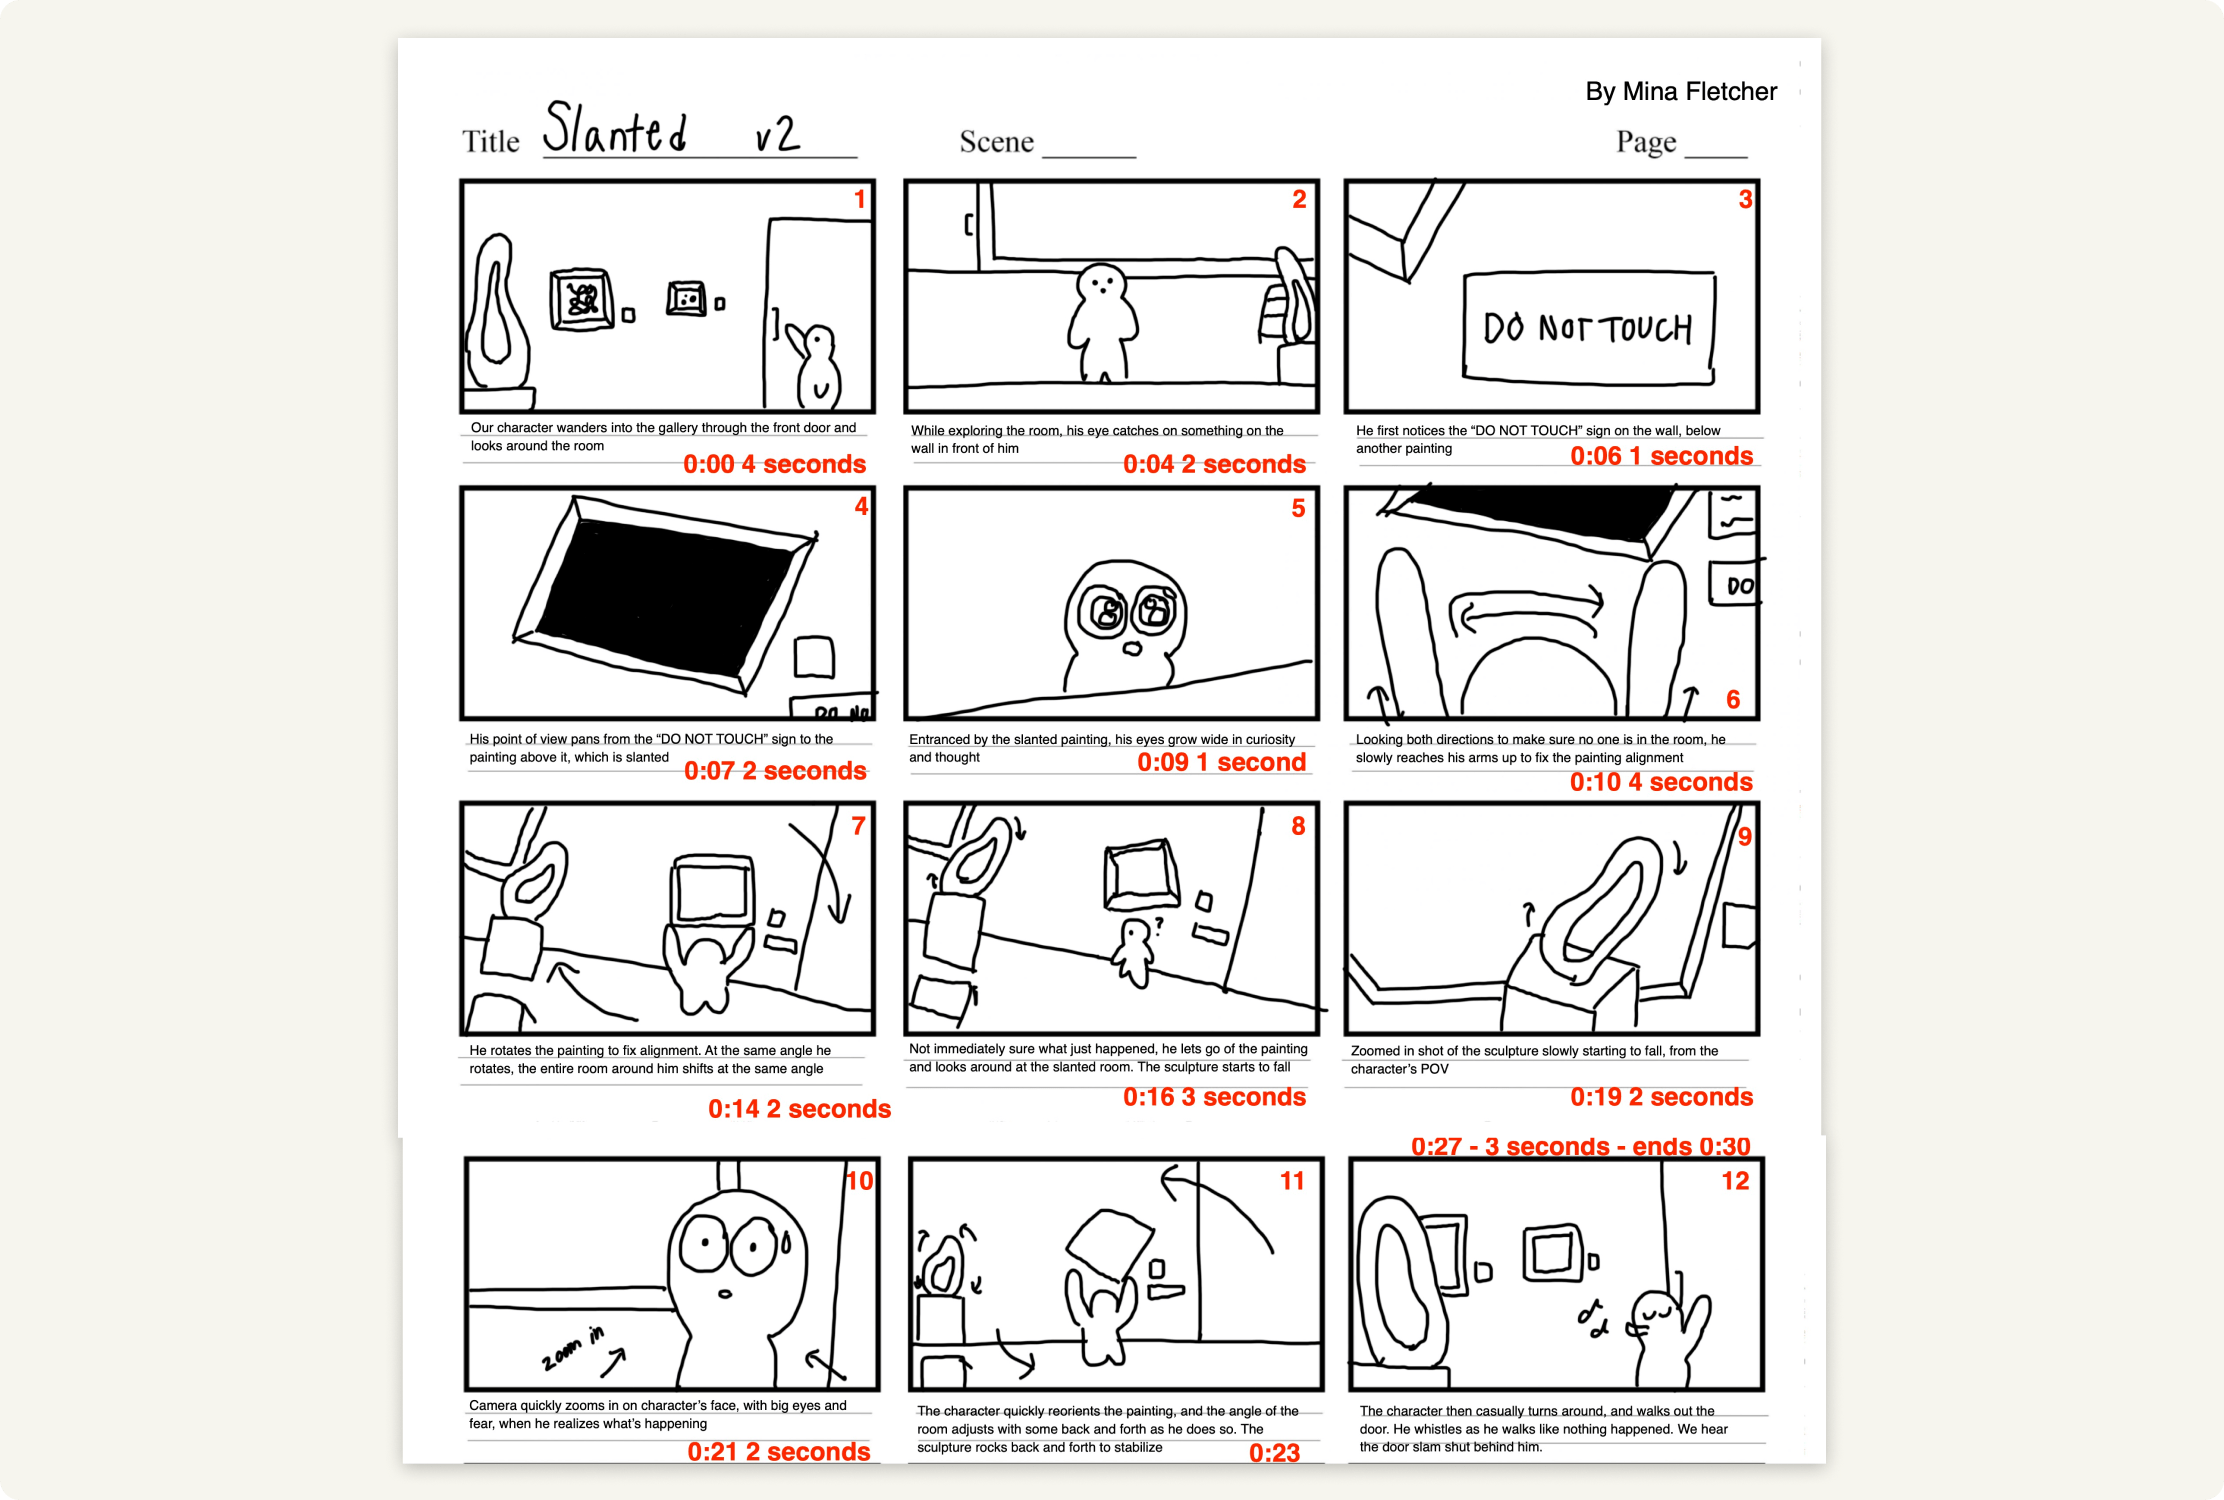 By Mina Fletcher
Title Slanted v2 Scene Page
1
2
3
DO NOT TOUCH
Our character wanders into the gallery through the front door and
looks around the room
0:00 4 seconds
While exploring the room, his eye catches on something on the
wall in front of him
0:04 2 seconds
He first notices the “DO NOT TOUCH” sign on the wall, below
another painting
0:06 1 seconds
4
DO NO
5
DO
6
His point of view pans from the “DO NOT TOUCH” sign to the
painting above it, which is slanted
0:07 2 seconds
Entranced by the slanted painting, his eyes grow wide in curiosity
and thought
0:09 1 second
Looking both directions to make sure no one is in the room, he
slowly reaches his arms up to fix the painting alignment
0:10 4 seconds
7
8
?
9
He rotates the painting to fix alignment. At the same angle he
rotates, the entire room around him shifts at the same angle
0:14 2 seconds
Not immediately sure what just happened, he lets go of the painting
and looks around at the slanted room. The sculpture starts to fall
0:16 3 seconds
Zoomed in shot of the sculpture slowly starting to fall, from the
character’s POV
0:19 2 seconds
0:27 - 3 seconds - ends 0:30
10
zoom in
11
12
Camera quickly zooms in on character’s face, with big eyes and
fear, when he realizes what’s happening
0:21 2 seconds
The character quickly reorients the painting, and the angle of the
room adjusts with some back and forth as he does so. The
sculpture rocks back and forth to stabilize
0:23
The character then casually turns around, and walks out the
door. He whistles as he walks like nothing happened. We hear
the door slam shut behind him.